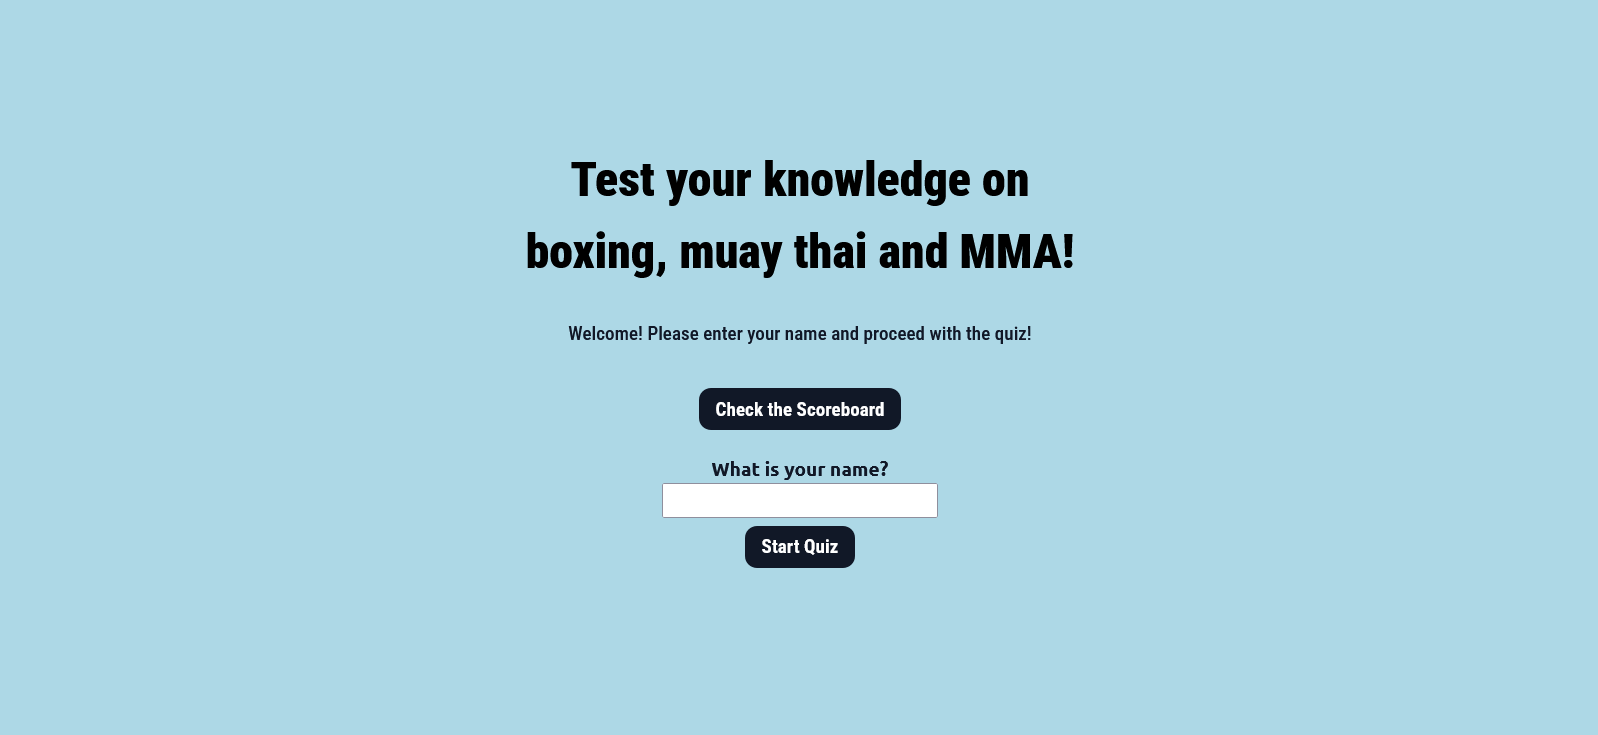 Test your knowledge on
boxing, muay thai and MMA!
Welcome! Please enter your name and proceed with the quiz!
Check the Scoreboard
What is your name?
Start Quiz